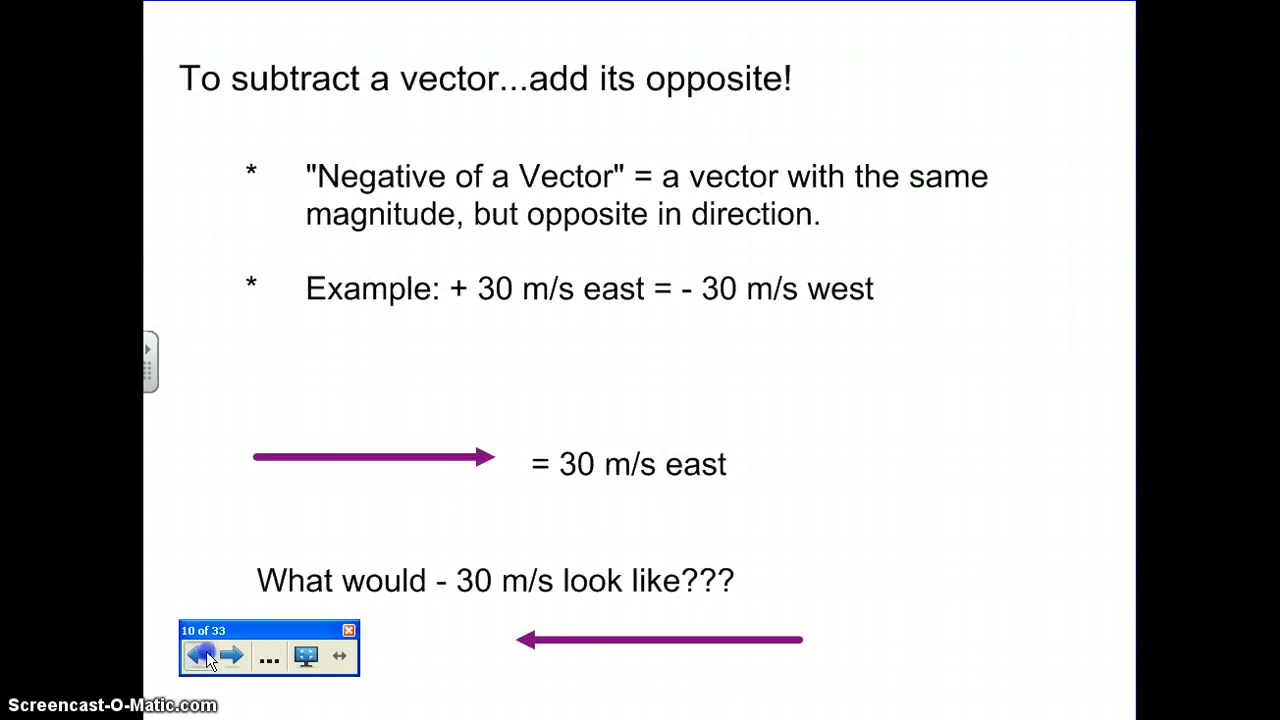 To subtract a vector...add its opposite!
* "Negative of a Vector" = a vector with the same
magnitude, but opposite in direction.
* Example: + 30 m/s east = - 30 m/s west
= 30 m/s east
What would - 30 m/s look like???
10 of 33
...
Screencast-O-Matic.com